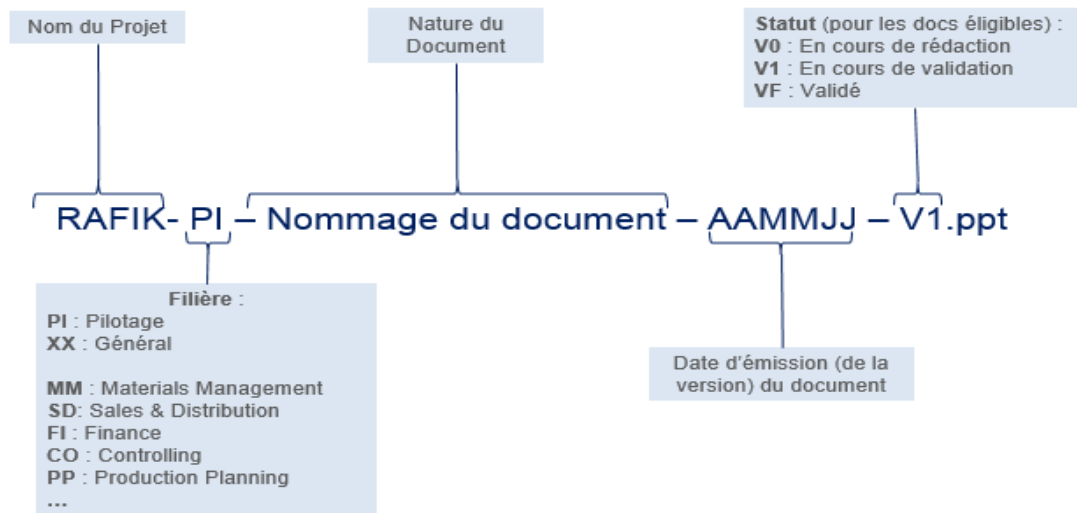 Nom du Projet
Nature du
Document
Statut (pour les docs éligibles) :
V0 : En cours de rédaction
V1 : En cours de validation
VF : Validé
RAFIK- PI – Nommage du document – AAMMJJ – V1.ppt
Filière :
PI : Pilotage
XX : Général
MM : Materials Management
SD: Sales & Distribution
FI : Finance
CO : Controlling
PP : Production Planning
...
Date d'émission (de la
version) du document